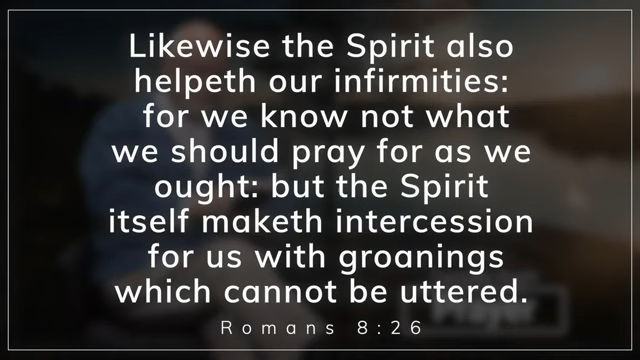 Likewise the Spirit also
helpeth our infirmities:
for we know not what
we should pray for as we
ought: but the Spirit
itself maketh intercession
for us with groanings
which cannot be uttered.
Romans 8:26
Prayer